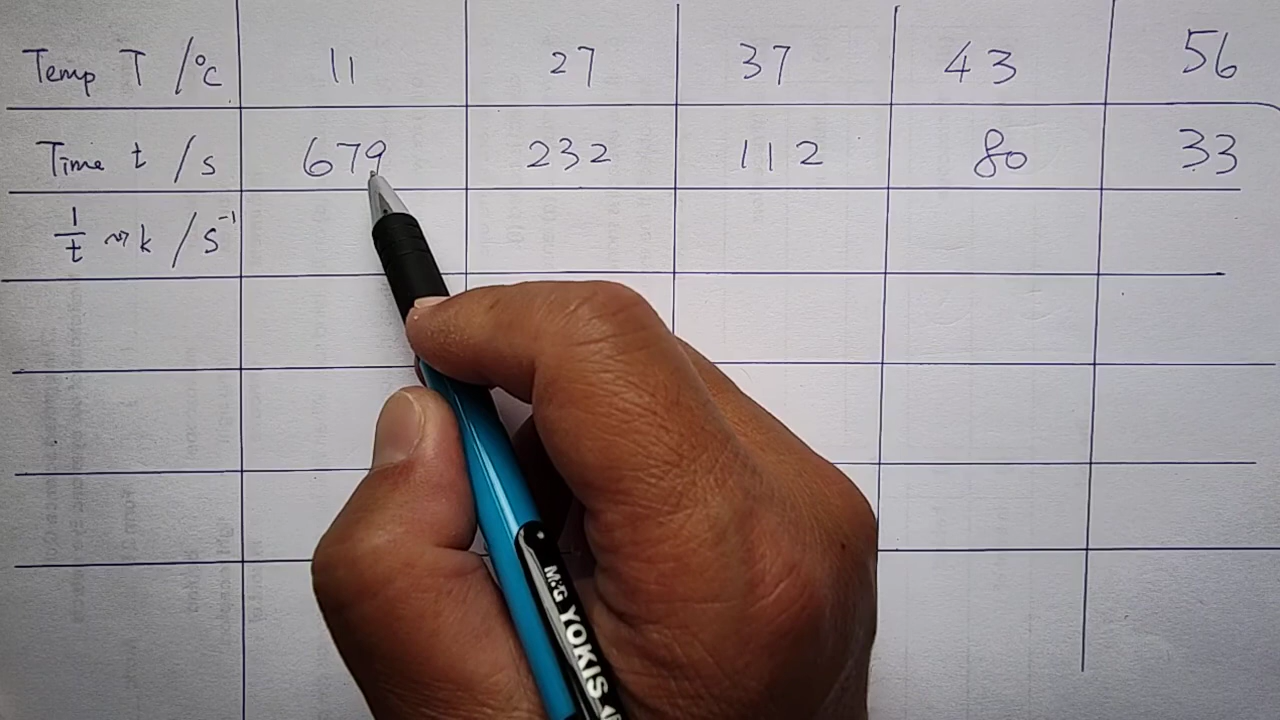 Temp T /°C 11 27 37 43 56
Time t /s 679 232 112 80 33
1/t ~> k /s⁻¹
M&G YOKIS